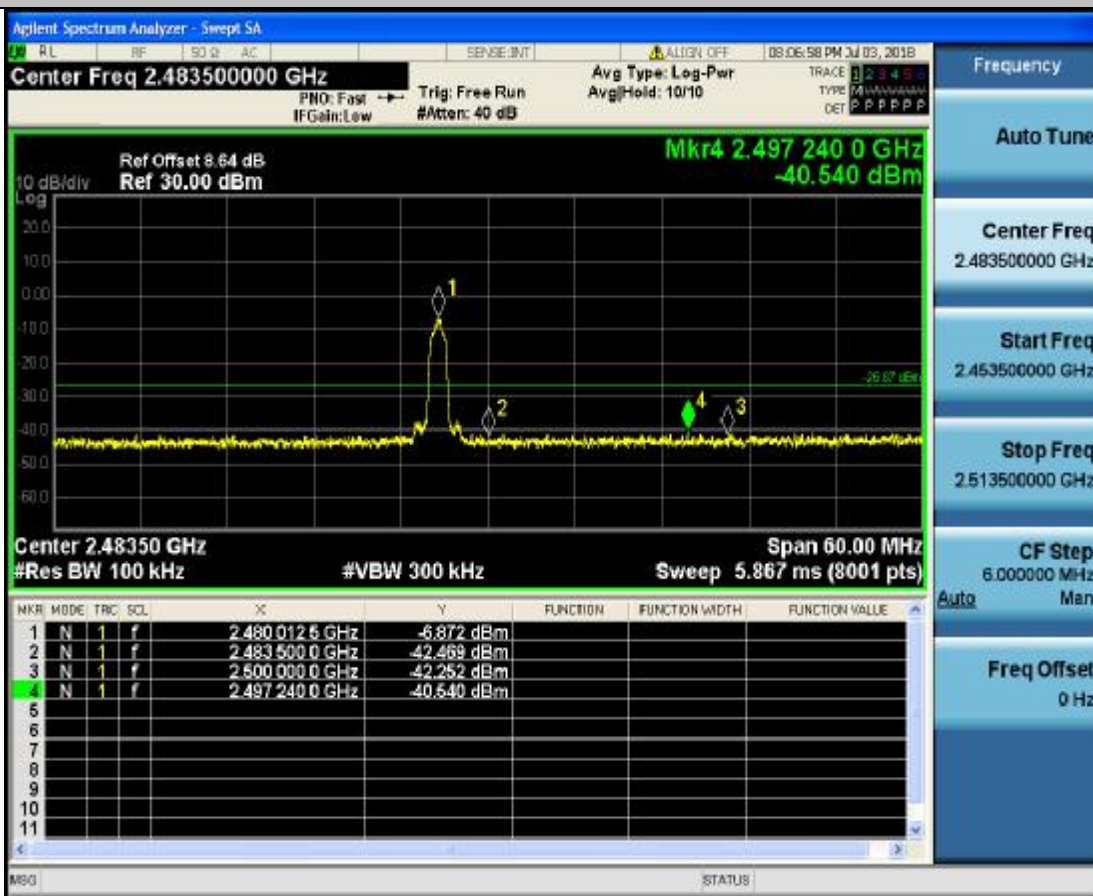 Agilent Spectrum Analyzer - Swept SA
RL RF 50 Ω AC SENSE:INT ALIGN OFF 08:06:58 PM Jul 03, 2018
Center Freq 2.483500000 GHz
PNO: Fast
IFGain:Low
Trig: Free Run
#Atten: 40 dB
Avg Type: Log-Pwr
Avg|Hold: 10/10
TRACE 1 2 3 4 5 6
TYPE M
DET P P P P P P
Ref Offset 8.64 dB
10 dB/div Ref 30.00 dBm
Log
Mkr4 2.497 240 0 GHz
-40.540 dBm
20.0
10.0
0.00
-10.0
-20.0
-30.0
-40.0
-50.0
-60.0
1
2
4
3
-26.87 dBm
Center 2.48350 GHz Span 60.00 MHz
#Res BW 100 kHz #VBW 300 kHz Sweep 5.867 ms (8001 pts)
MKR MODE TRC SCL X Y FUNCTION FUNCTION WIDTH FUNCTION VALUE
1 N 1 f 2.480 012 5 GHz -6.872 dBm
2 N 1 f 2.483 500 0 GHz -42.469 dBm
3 N 1 f 2.500 000 0 GHz -42.252 dBm
4 N 1 f 2.497 240 0 GHz -40.540 dBm
5
6
7
8
9
10
11
MSG STATUS
Frequency
Auto Tune
Center Freq
2.483500000 GHz
Start Freq
2.453500000 GHz
Stop Freq
2.513500000 GHz
CF Step
6.000000 MHz
Auto Man
Freq Offset
0 Hz